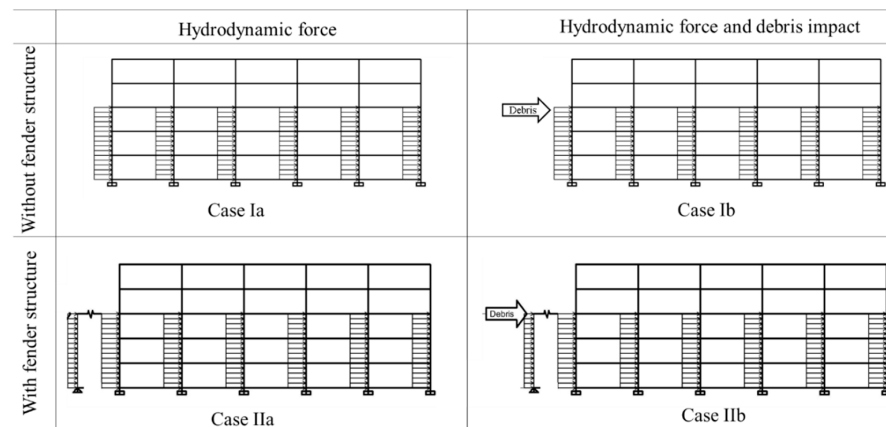 Hydrodynamic force
Hydrodynamic force and debris impact
Without fender structure
Debris
Case Ia
Case Ib
With fender structure
Debris
Case IIa
Case IIb